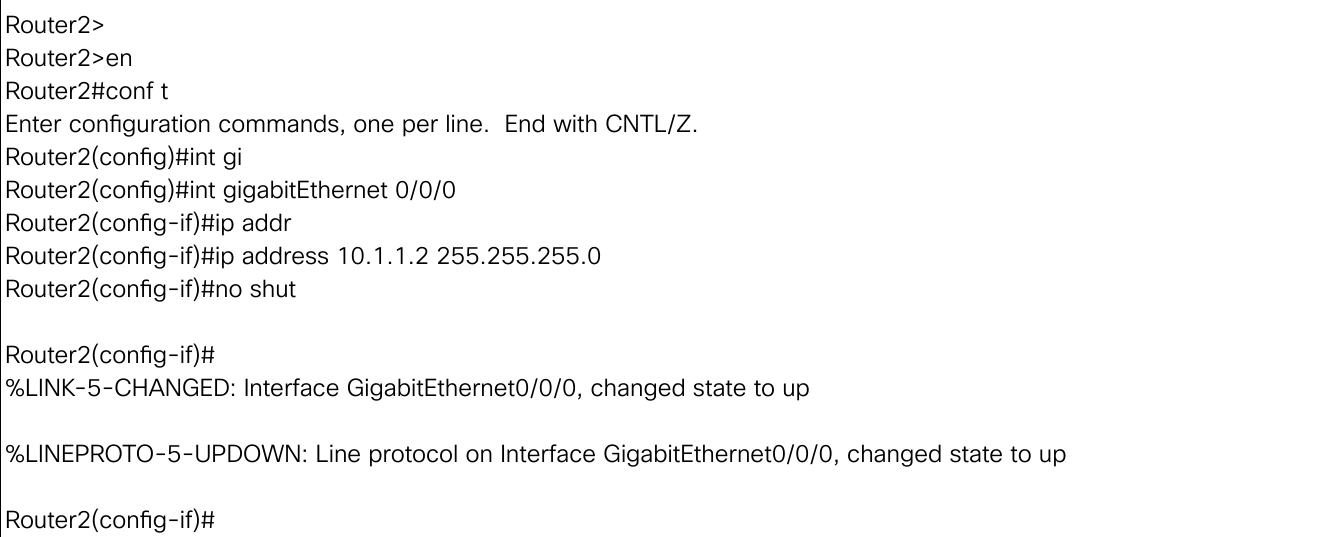 Router2>
Router2>en
Router2#conf t
Enter configuration commands, one per line.  End with CNTL/Z.
Router2(config)#int gi
Router2(config)#int gigabitEthernet 0/0/0
Router2(config-if)#ip addr
Router2(config-if)#ip address 10.1.1.2 255.255.255.0
Router2(config-if)#no shut
Router2(config-if)#
%LINK-5-CHANGED: Interface GigabitEthernet0/0/0, changed state to up
%LINEPROTO-5-UPDOWN: Line protocol on Interface GigabitEthernet0/0/0, changed state to up
Router2(config-if)#